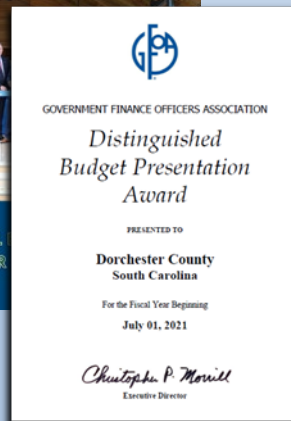 GFOA
GOVERNMENT FINANCE OFFICERS ASSOCIATION
Distinguished
Budget Presentation
Award
PRESENTED TO
Dorchester County
South Carolina
For the Fiscal Year Beginning
July 01, 2021
Christopher P. Morrill
Executive Director